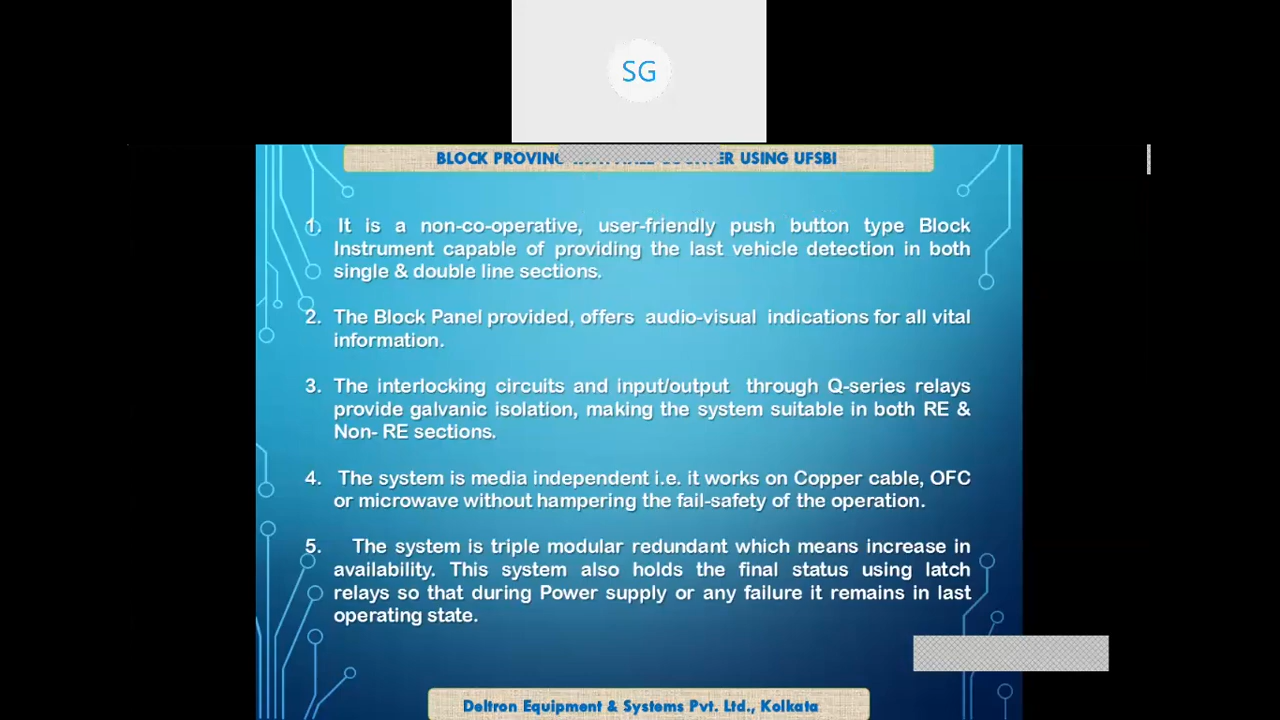 SG
BLOCK PROVING USING UFSBI
1. It is a non-co-operative, user-friendly push button type Block
Instrument capable of providing the last vehicle detection in both
single & double line sections.
2. The Block Panel provided, offers audio-visual indications for all vital
information.
3. The interlocking circuits and input/output through Q-series relays
provide galvanic isolation, making the system suitable in both RE &
Non- RE sections.
4. The system is media independent i.e. it works on Copper cable, OFC
or microwave without hampering the fail-safety of the operation.
5. The system is triple modular redundant which means increase in
availability. This system also holds the final status using latch
relays so that during Power supply or any failure it remains in last
operating state.
Deltron Equipment & Systems Pvt. Ltd., Kolkata